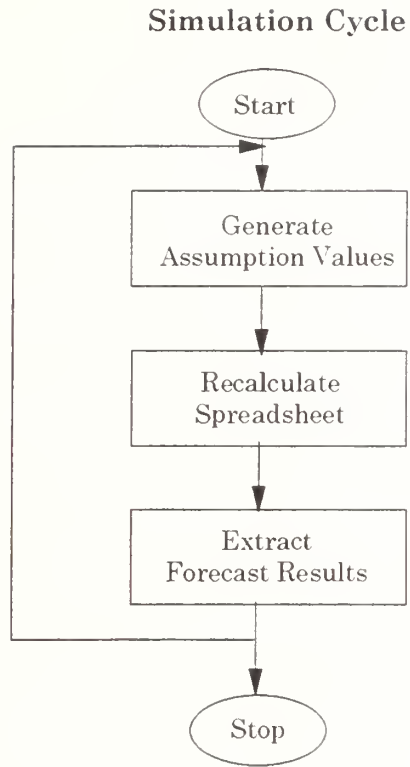 Simulation Cycle
Start
Generate
Assumption Values
Recalculate
Spreadsheet
Extract
Forecast Results
Stop